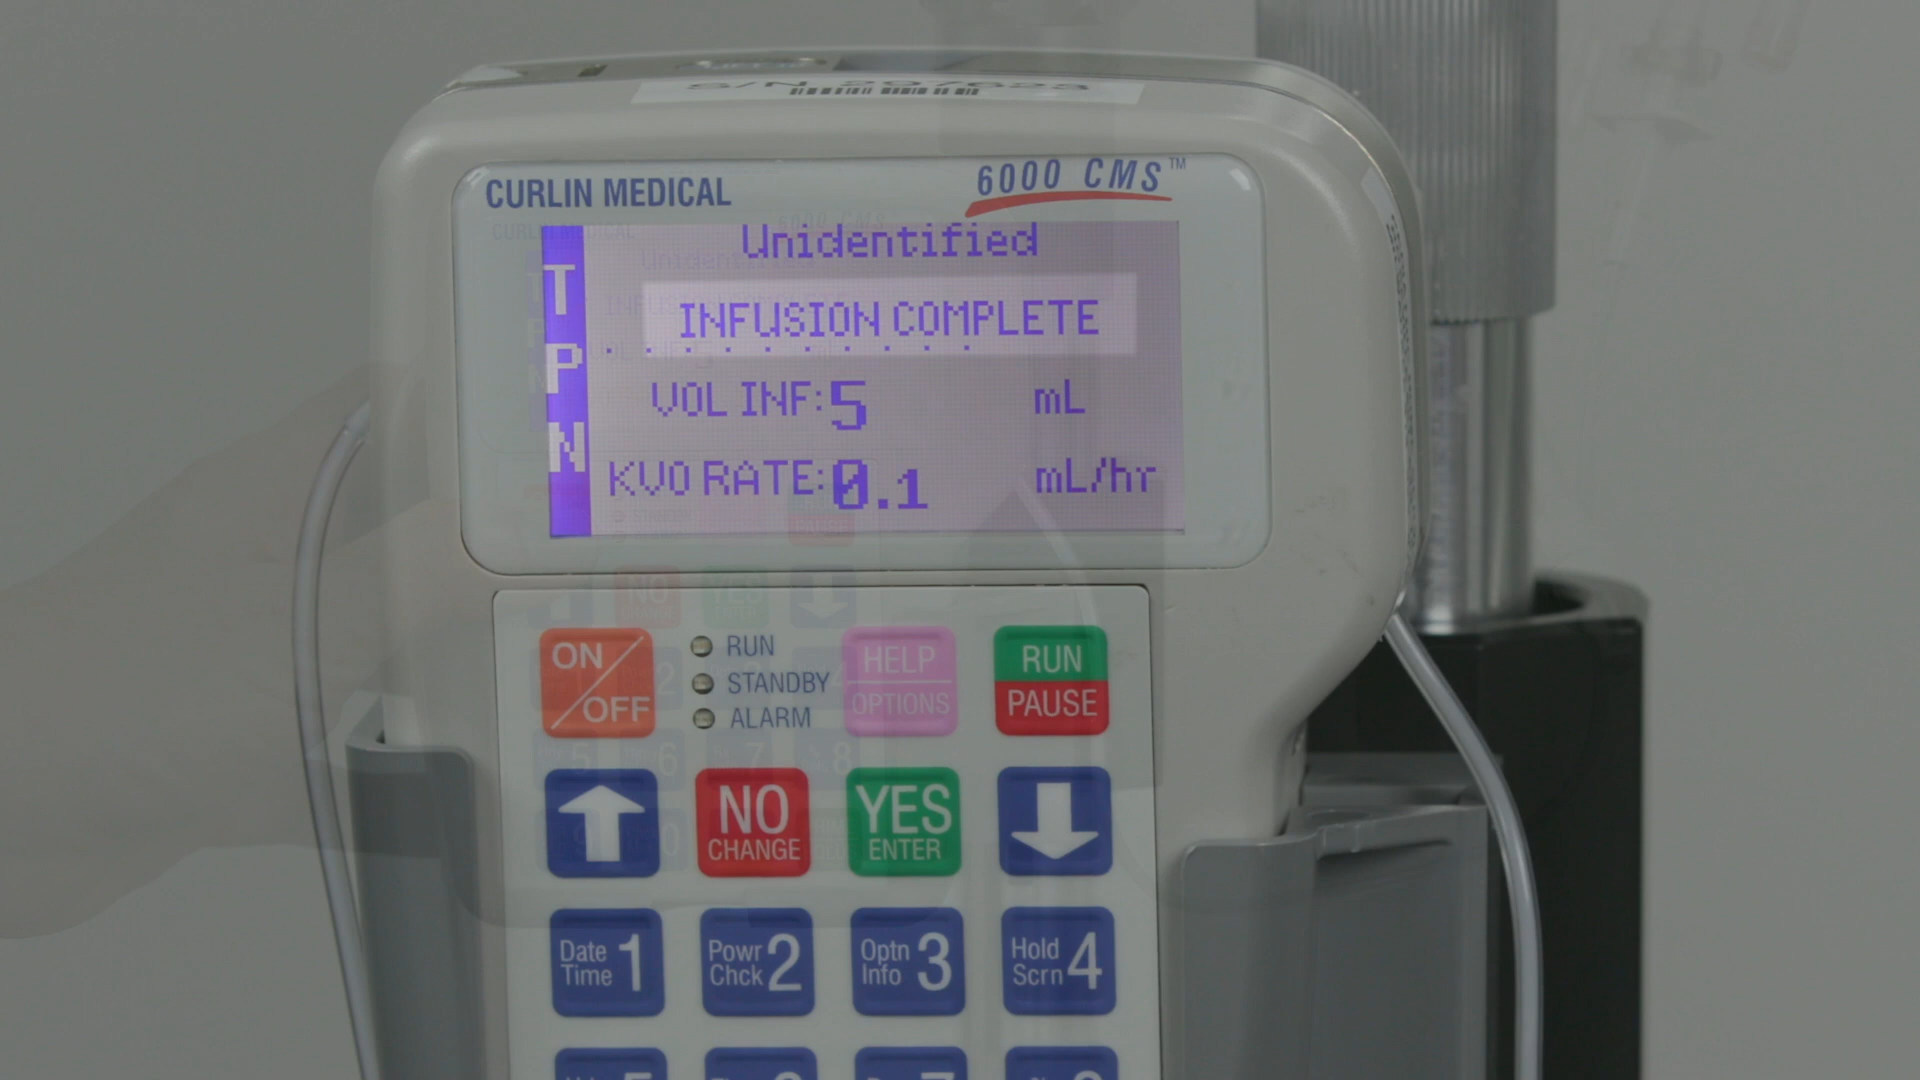 CURLIN MEDICAL
6000 CMS™
TPN
Unidentified
INFUSION COMPLETE
VOL INF: 5 mL
KVO RATE: 0.1 mL/hr
ON/OFF
RUN
STANDBY
ALARM
HELP
OPTIONS
RUN
PAUSE
NO
CHANGE
YES
ENTER
Date
Time 1
Powr
Chck 2
Optn
Info 3
Hold
Scrn 4